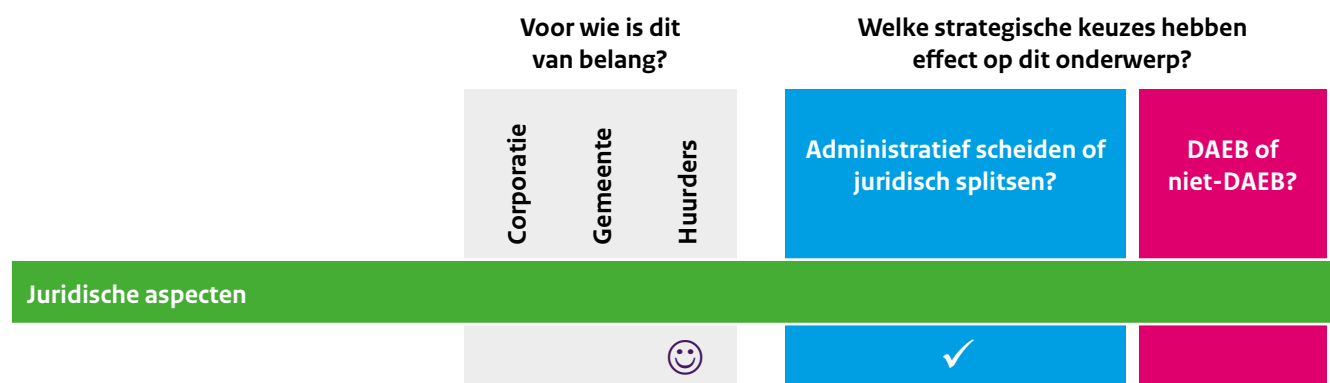 Voor wie is dit
van belang?
Welke strategische keuzes hebben
effect op dit onderwerp?
Corporatie
Gemeente
Huurders
Administratief scheiden of
juridisch splitsen?
DAEB of
niet-DAEB?
Juridische aspecten